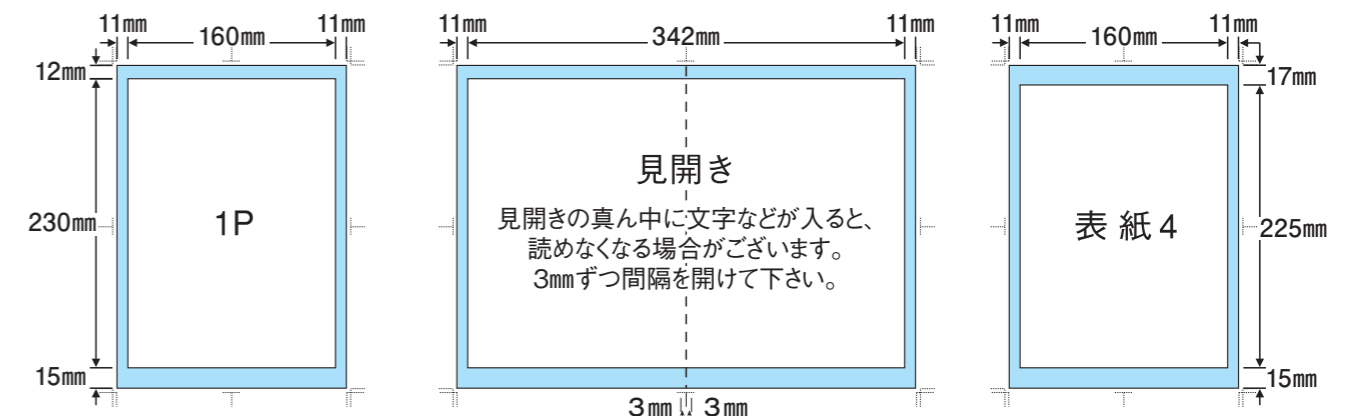 11㎜
160㎜
11㎜
12㎜
230㎜
1P
15㎜
11㎜
342㎜
11㎜
見開き
見開きの真ん中に文字などが入ると、
読めなくなる場合がございます。
3㎜ずつ間隔を開けて下さい。
3㎜ 3㎜
11㎜
160㎜
11㎜
17㎜
表紙4
225㎜
15㎜